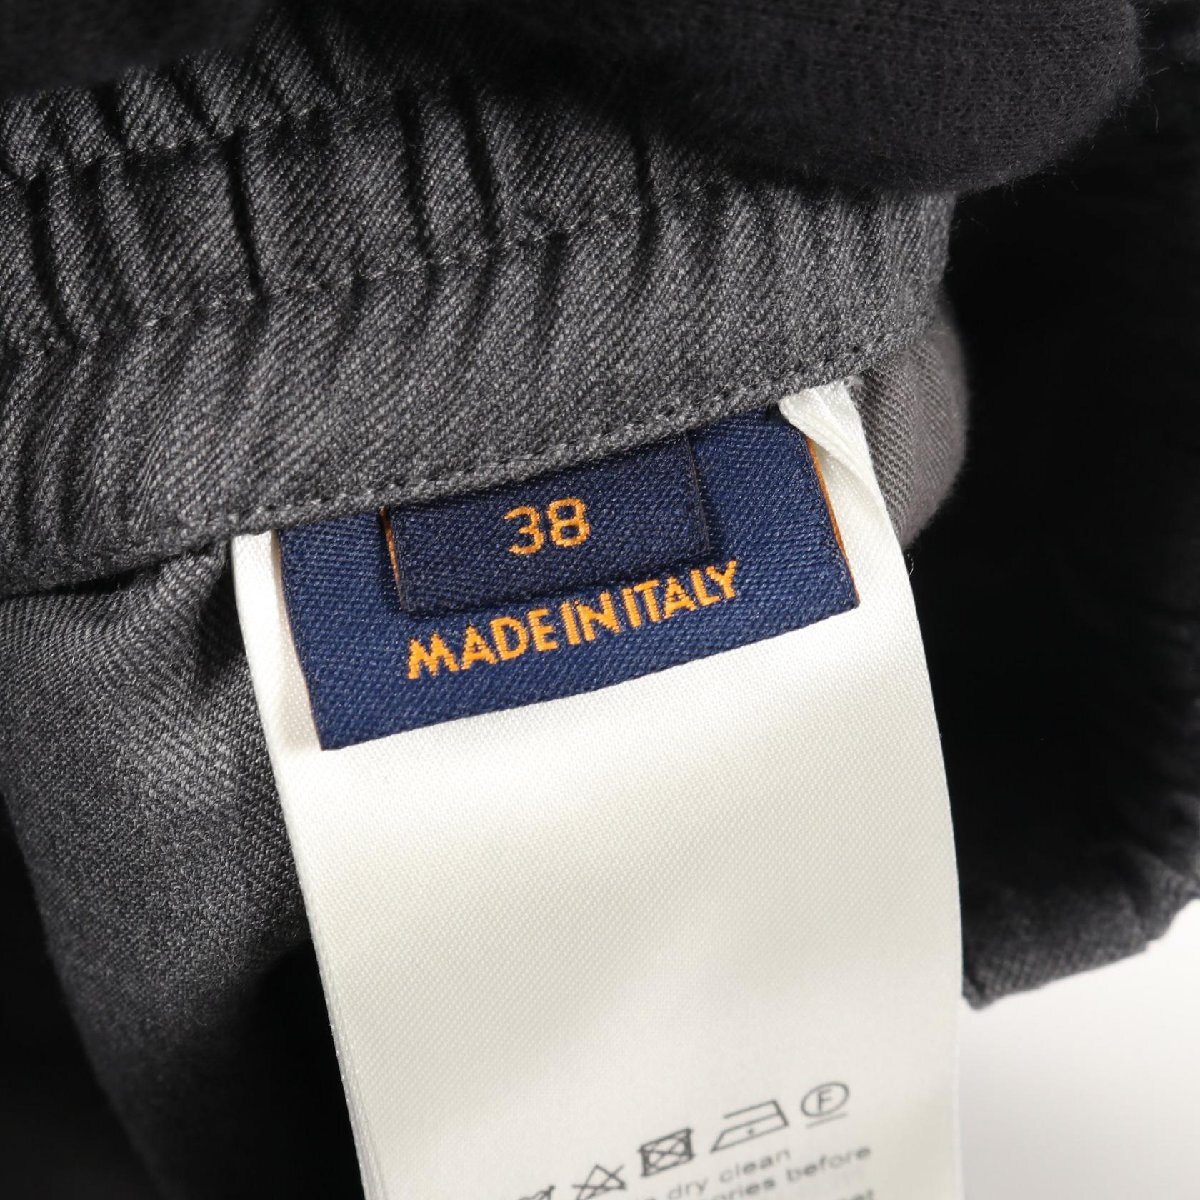 38
MADE IN ITALY
F
dry clean
ories before